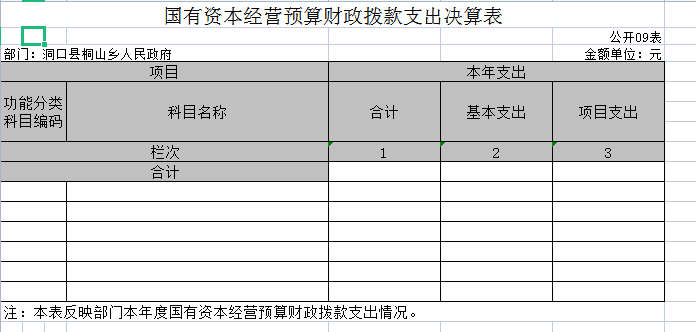 国有资本经营预算财政拨款支出决算表
公开09表
部门：洞口县桐山乡人民政府 金额单位：元
项目 本年支出
功能分类科目编码 科目名称 合计 基本支出 项目支出
栏次 1 2 3
合计
注：本表反映部门本年度国有资本经营预算财政拨款支出情况。